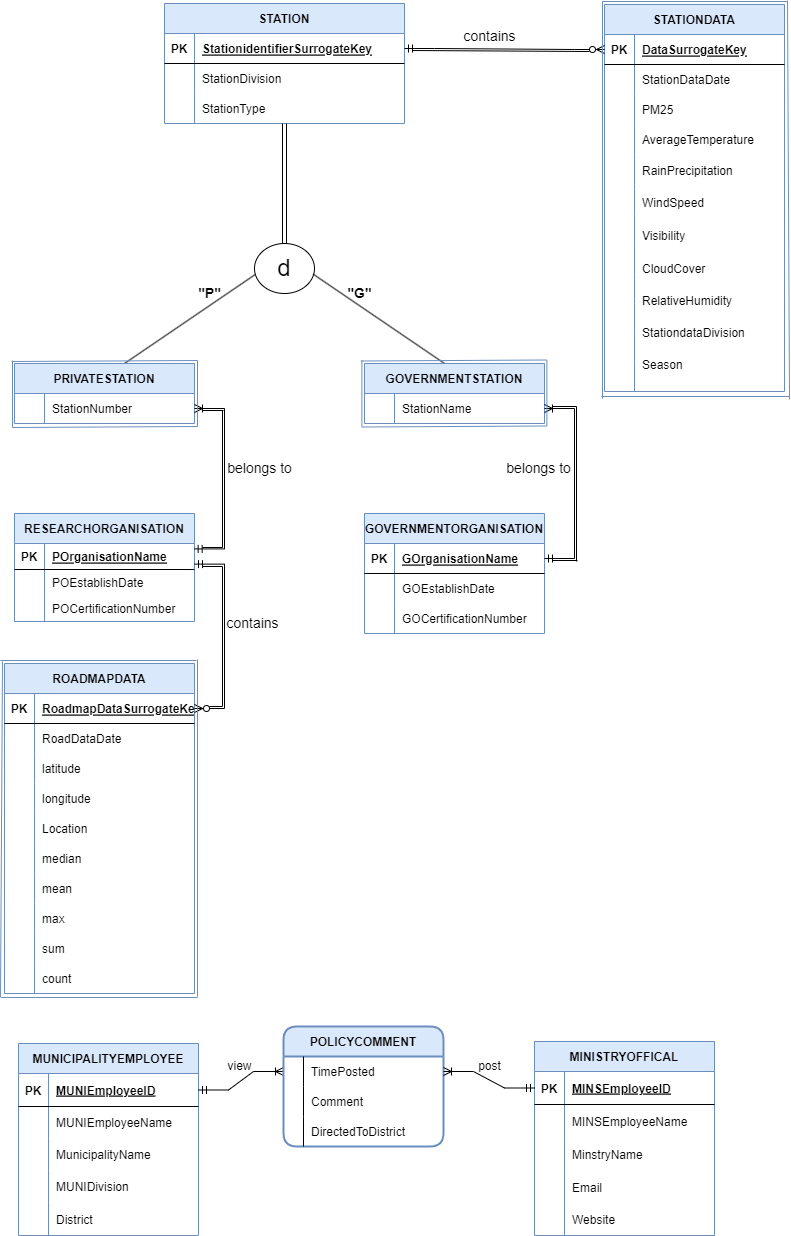 STATION
PK StationidentifierSurrogateKey
StationDivision
StationType
contains
STATIONDATA
PK DataSurrogateKey
StationDataDate
PM25
AverageTemperature
RainPrecipitation
WindSpeed
Visibility
CloudCover
RelativeHumidity
StationdataDivision
Season
d
"P"
"G"
PRIVATESTATION
StationNumber
GOVERNMENTSTATION
StationName
belongs to
belongs to
RESEARCHORGANISATION
PK POrganisationName
POEstablishDate
POCertificationNumber
GOVERNMENTORGANISATION
PK GOrganisationName
GOEstablishDate
GOCertificationNumber
contains
ROADMAPDATA
PK RoadmapDataSurrogateKe
RoadDataDate
latitude
longitude
Location
median
mean
max
sum
count
MUNICIPALITYEMPLOYEE
PK MUNIEmployeeID
MUNIEmployeeName
MunicipalityName
MUNIDivision
District
view
POLICYCOMMENT
TimePosted
Comment
DirectedToDistrict
post
MINISTRYOFFICAL
PK MINSEmployeeID
MINSEmployeeName
MinstryName
Email
Website